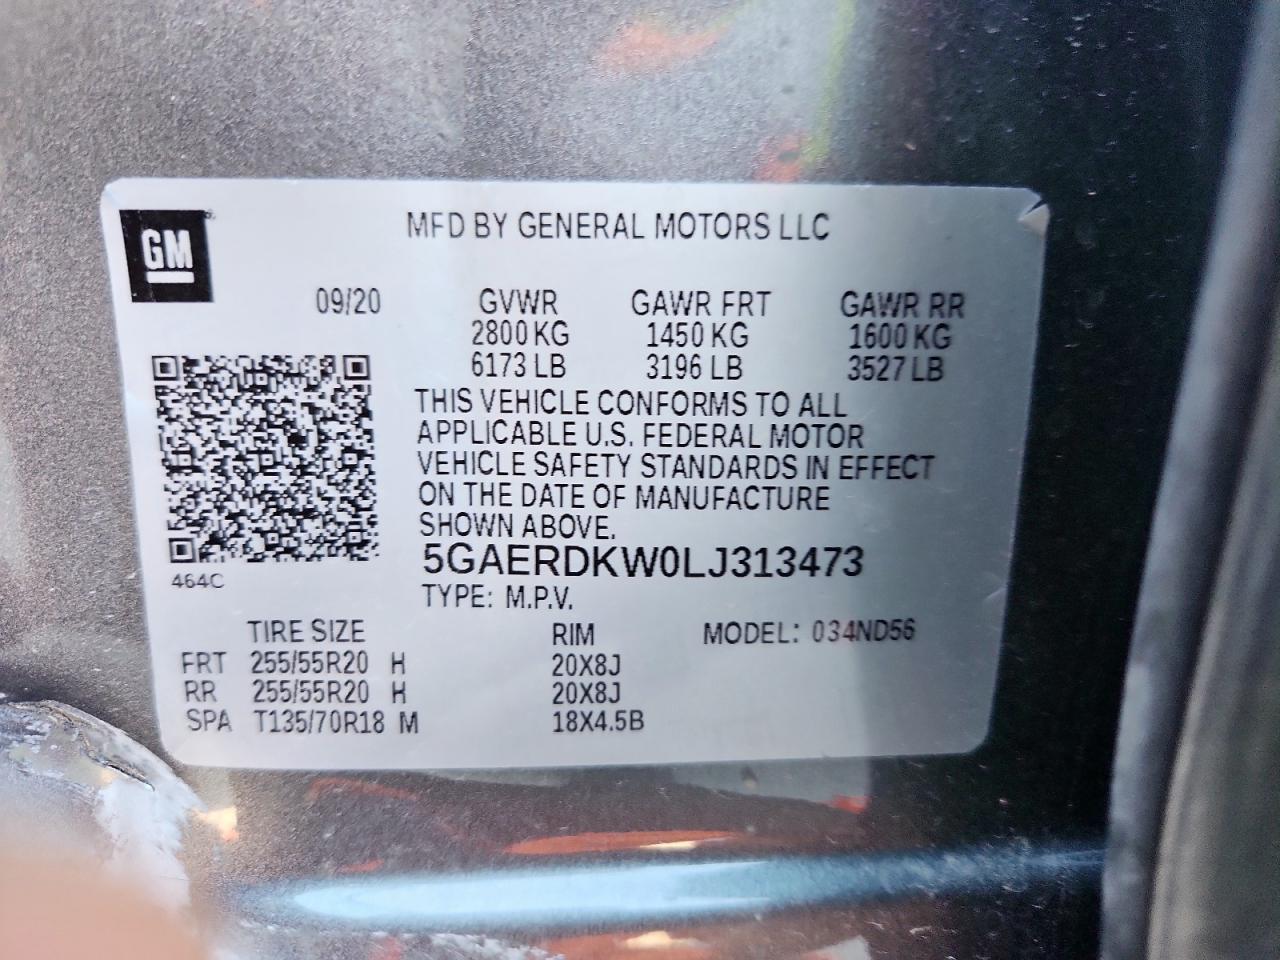 GM
MFD BY GENERAL MOTORS LLC
09/20 GVWR GAWR FRT GAWR RR
2800 KG 1450 KG 1600 KG
6173 LB 3196 LB 3527 LB
THIS VEHICLE CONFORMS TO ALL
APPLICABLE U.S. FEDERAL MOTOR
VEHICLE SAFETY STANDARDS IN EFFECT
ON THE DATE OF MANUFACTURE
SHOWN ABOVE.
5GAERDKW0LJ313473
464C
TYPE: M.P.V.
TIRE SIZE RIM MODEL: 034ND56
FRT 255/55R20 H 20X8J
RR 255/55R20 H 20X8J
SPA T135/70R18 M 18X4.5B